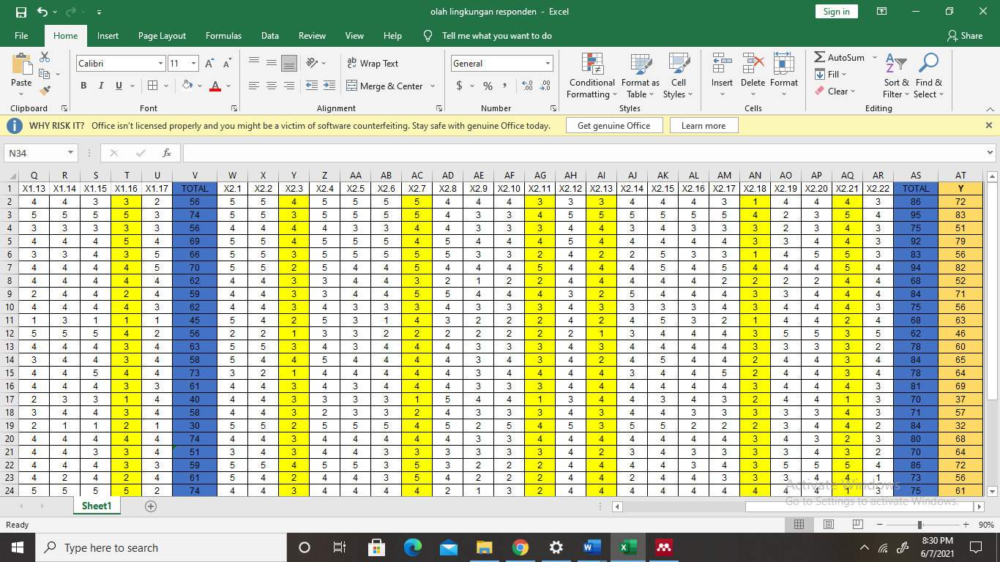 olah lingkungan responden - Excel
Sign in
File Home Insert Page Layout Formulas Data Review View Help Tell me what you want to do Share
Paste
Calibri 11
B I U
Wrap Text
Merge & Center
General
$ % ,
Conditional Formatting
Format as Table
Cell Styles
Insert
Delete
Format
AutoSum
Fill
Clear
Sort & Filter
Find & Select
Clipboard Font Alignment Number Styles Cells Editing
WHY RISK IT? Office isn't licensed properly and you might be a victim of software counterfeiting. Stay safe with genuine Office today. Get genuine Office Learn more
N34 fx
Q R S T U V W X Y Z AA AB AC AD AE AF AG AH AI AJ AK AL AM AN AO AP AQ AR AS AT
1 X1.13 X1.14 X1.15 X1.16 X1.17 TOTAL X2.1 X2.2 X2.3 X2.4 X2.5 X2.6 X2.7 X2.8 X2.9 X2.10 X2.11 X2.12 X2.13 X2.14 X2.15 X2.16 X2.17 X2.18 X2.19 X2.20 X2.21 X2.22 TOTAL Y
2 4 4 3 3 2 56 5 5 4 5 5 5 5 4 4 4 3 3 3 4 4 4 3 1 4 4 4 3 86 72
3 5 5 5 5 3 74 5 5 3 5 5 5 5 4 3 3 4 5 5 5 5 5 5 4 2 3 5 4 95 83
4 3 3 3 3 3 56 4 4 4 4 3 3 4 4 3 3 4 4 3 4 3 3 3 3 2 3 4 3 75 51
5 4 4 4 5 4 69 5 5 4 5 5 5 4 5 4 4 4 5 4 4 4 4 4 3 3 4 4 3 92 79
6 3 3 4 3 5 66 5 5 3 5 5 5 5 5 3 3 2 4 2 2 5 3 3 1 4 5 5 3 83 56
7 4 4 4 4 5 70 5 5 2 5 4 4 5 4 4 4 5 4 4 4 5 4 5 4 4 4 5 4 94 82
8 4 4 4 4 4 62 4 4 3 3 4 4 3 2 1 2 2 4 4 4 4 4 2 2 2 2 4 4 68 52
9 2 4 4 2 4 59 4 4 3 3 4 4 5 5 4 4 4 3 2 5 4 4 4 3 3 4 4 4 84 71
10 4 4 4 4 3 62 4 4 3 4 3 3 3 4 3 3 3 4 3 3 3 3 4 3 4 4 4 3 75 56
11 1 3 1 1 1 45 5 4 2 5 3 1 4 3 2 2 2 4 2 4 5 3 2 1 4 4 2 4 68 63
12 5 5 5 4 2 56 2 2 1 3 3 2 2 2 2 2 2 2 1 3 4 4 4 3 5 5 3 5 62 46
13 4 4 4 3 4 63 5 5 3 4 4 4 4 4 3 3 3 4 3 4 4 4 4 3 3 3 3 2 78 60
14 3 4 4 3 4 58 5 4 4 5 4 4 4 4 3 4 3 4 2 4 5 4 4 2 4 4 3 4 84 65
15 4 4 5 4 4 73 3 2 1 4 4 4 4 4 3 4 4 4 4 3 4 4 5 2 4 4 3 4 78 64
16 4 4 4 3 3 61 4 4 3 4 3 4 4 3 4 3 3 4 4 4 4 4 4 3 4 4 4 3 81 69
17 2 3 3 1 4 40 4 4 3 3 3 3 1 5 4 4 1 3 4 4 3 4 3 2 4 4 1 3 70 37
18 3 4 4 3 4 58 4 4 3 2 3 3 2 4 3 3 3 4 3 4 4 3 3 3 3 3 4 3 71 57
19 2 1 1 2 1 30 5 5 2 5 5 5 4 5 2 5 4 5 3 5 5 2 2 2 3 4 4 2 84 32
20 4 4 4 4 4 74 4 4 3 4 4 4 4 4 3 3 4 4 4 4 4 4 4 3 4 3 2 3 80 68
21 4 4 3 3 4 51 3 4 3 4 4 3 3 3 3 3 3 4 2 3 4 3 3 3 3 4 3 2 70 64
22 4 4 4 3 3 59 5 5 4 5 5 3 5 3 2 2 2 4 4 4 4 3 4 3 5 5 5 4 86 72
23 4 2 4 2 4 61 5 4 2 4 4 3 5 4 2 2 2 4 4 2 4 4 3 3 3 4 4 1 73 56
24 5 5 5 5 2 74 4 4 3 4 4 4 4 2 1 3 2 4 4 4 4 4 4 4 4 4 1 3 75 61
Activate Windows
Go to Settings to activate Windows.
Sheet1
Ready 90%
Type here to search
8:30 PM
6/7/2021